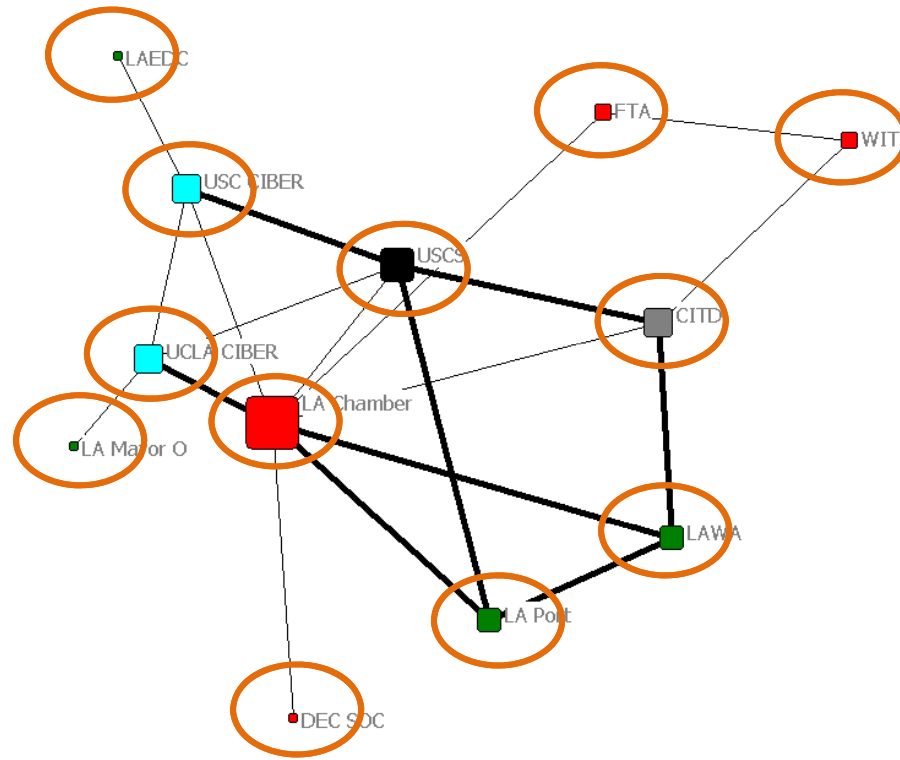 LAEDC
FTA
WIT
USC CIBER
USCS
CITD
UCLA CIBER
LA Chamber
LA Mayor O
LAWA
LA Port
DEC SOC